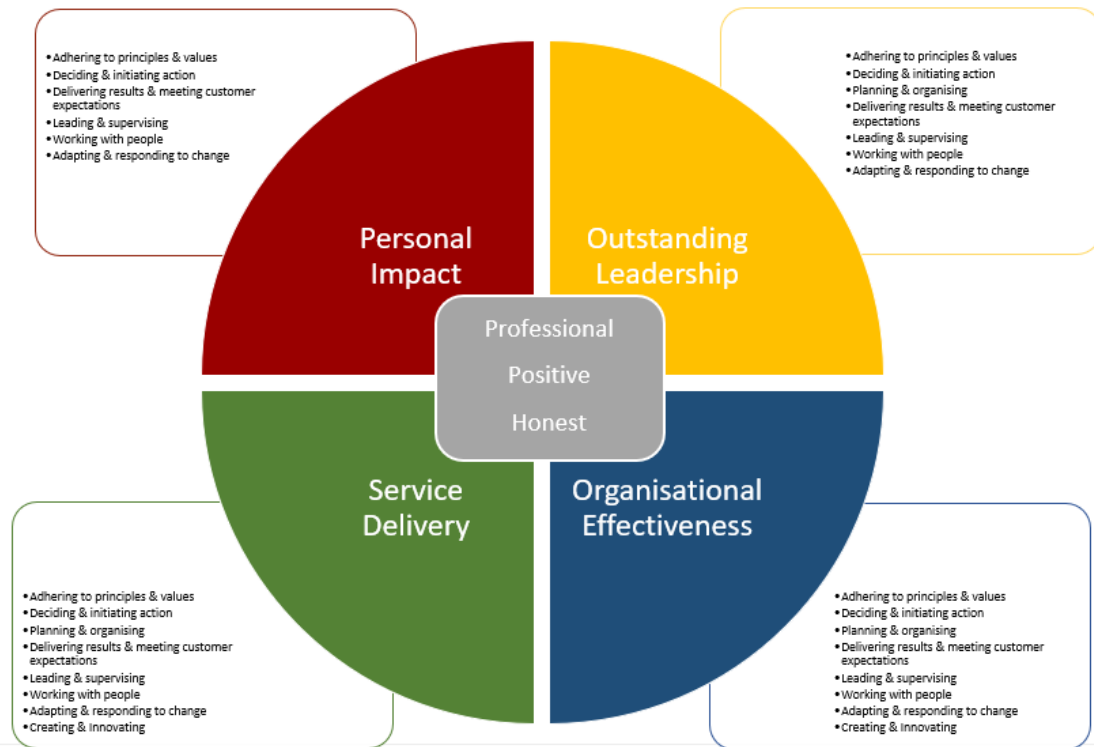 •Adhering to principles & values
•Deciding & initiating action
•Delivering results & meeting customer
expectations
•Leading & supervising
•Working with people
•Adapting & responding to change
•Adhering to principles & values
•Deciding & initiating action
•Planning & organising
•Delivering results & meeting customer
expectations
•Leading & supervising
•Working with people
•Adapting & responding to change
Personal
Impact
Outstanding
Leadership
Professional
Positive
Honest
Service
Delivery
Organisational
Effectiveness
•Adhering to principles & values
•Deciding & initiating action
•Planning & organising
•Delivering results & meeting customer
expectations
•Leading & supervising
•Working with people
•Adapting & responding to change
•Creating & Innovating
•Adhering to principles & values
•Deciding & initiating action
•Planning & organising
•Delivering results & meeting customer
expectations
•Leading & supervising
•Working with people
•Adapting & responding to change
•Creating & Innovating